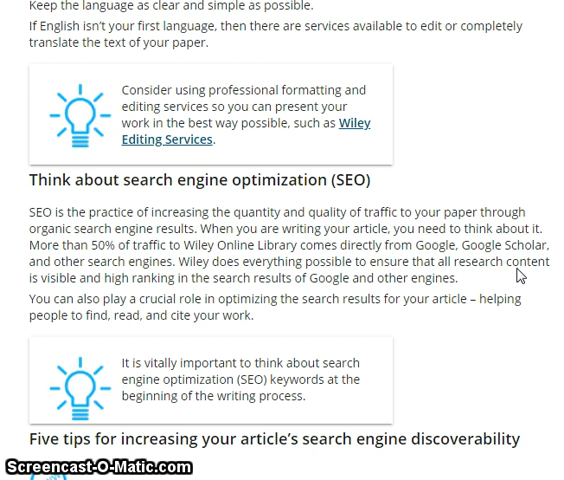 Keep the language as clear and simple as possible.
If English isn't your first language, then there are services available to edit or completely
translate the text of your paper.
Consider using professional formatting and
editing services so you can present your
work in the best way possible, such as Wiley
Editing Services.
Think about search engine optimization (SEO)
SEO is the practice of increasing the quantity and quality of traffic to your paper through
organic search engine results. When you are writing your article, you need to think about it.
More than 50% of traffic to Wiley Online Library comes directly from Google, Google Scholar,
and other search engines. Wiley does everything possible to ensure that all research content
is visible and high ranking in the search results of Google and other engines.
You can also play a crucial role in optimizing the search results for your article – helping
people to find, read, and cite your work.
It is vitally important to think about search
engine optimization (SEO) keywords at the
beginning of the writing process.
Five tips for increasing your article's search engine discoverability
Screencast-O-Matic.com